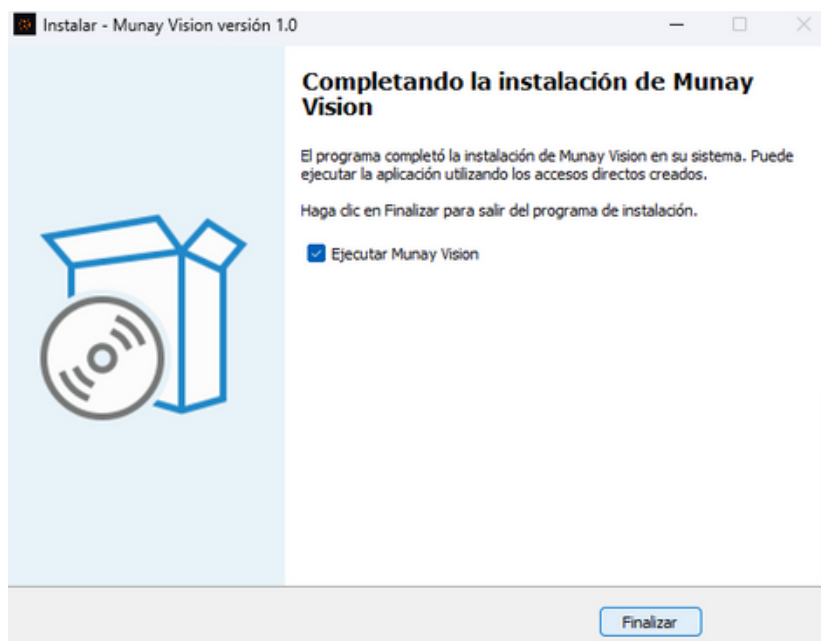 Instalar - Munay Vision versión 1.0
Completando la instalación de Munay
Vision
El programa completó la instalación de Munay Vision en su sistema. Puede
ejecutar la aplicación utilizando los accesos directos creados.
Haga clic en Finalizar para salir del programa de instalación.
Ejecutar Munay Vision
Finalizar